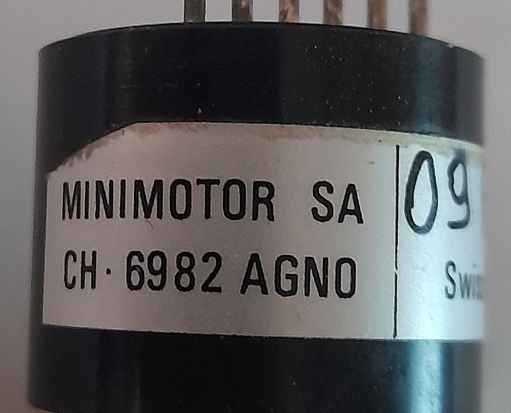 MINIMOTOR SA
CH · 6982 AGNO
09